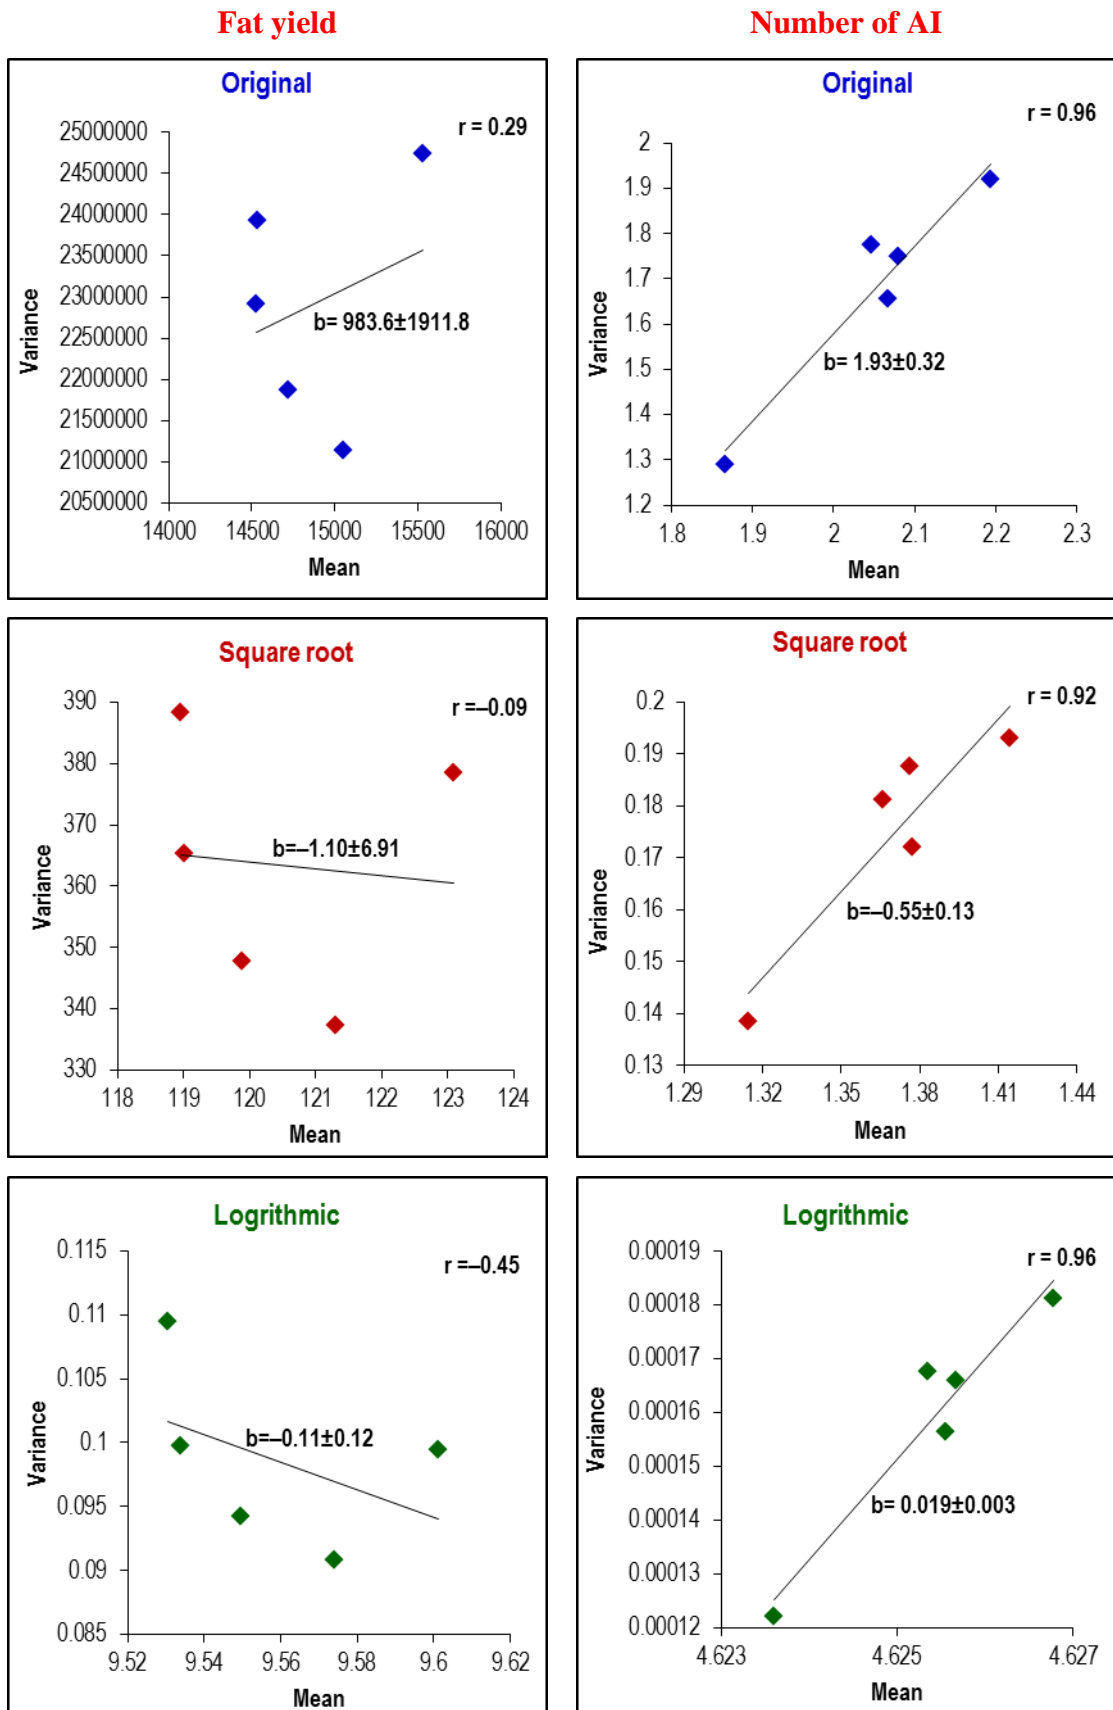 Fat yield
Number of AI
Original
r = 0.29
25000000
24500000
24000000
23500000
23000000
22500000
22000000
21500000
21000000
20500000
Variance
b= 983.6±1911.8
14000 14500 15000 15500 16000
Mean
Original
r = 0.96
2
1.9
1.8
1.7
1.6
1.5
1.4
1.3
1.2
Variance
b= 1.93±0.32
1.8 1.9 2 2.1 2.2 2.3
Mean
Square root
r =–0.09
390
380
370
360
350
340
330
Variance
b=–1.10±6.91
118 119 120 121 122 123 124
Mean
Square root
r = 0.92
0.2
0.19
0.18
0.17
0.16
0.15
0.14
0.13
Variance
b=–0.55±0.13
1.29 1.32 1.35 1.38 1.41 1.44
Mean
Logrithmic
r =–0.45
0.115
0.11
0.105
0.1
0.095
0.09
0.085
Variance
b=–0.11±0.12
9.52 9.54 9.56 9.58 9.6 9.62
Mean
Logrithmic
r = 0.96
0.00019
0.00018
0.00017
0.00016
0.00015
0.00014
0.00013
0.00012
Variance
b= 0.019±0.003
4.623 4.625 4.627
Mean